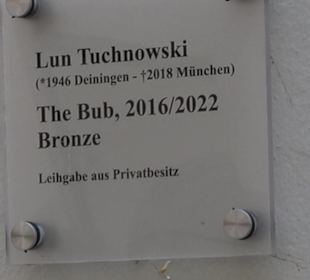 Lun Tuchnowski
(*1946 Deiningen - †2018 München)
The Bub, 2016/2022
Bronze
Leihgabe aus Privatbesitz